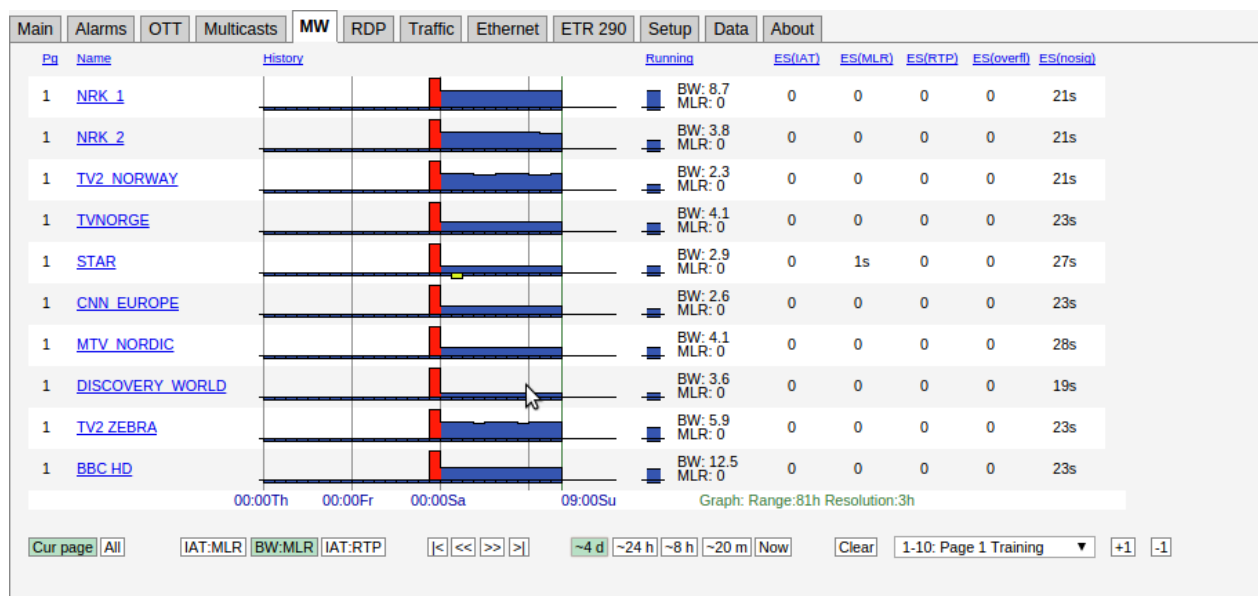 Main Alarms OTT Multicasts MW RDP Traffic Ethernet ETR 290 Setup Data About
Pg Name History Running ES(IAT) ES(MLR) ES(RTP) ES(overfl) ES(nosig)
1 NRK_1 BW: 8.7 MLR: 0 0 0 0 0 21s
1 NRK_2 BW: 3.8 MLR: 0 0 0 0 0 21s
1 TV2_NORWAY BW: 2.3 MLR: 0 0 0 0 0 21s
1 TVNORGE BW: 4.1 MLR: 0 0 0 0 0 23s
1 STAR BW: 2.9 MLR: 0 0 1s 0 0 27s
1 CNN_EUROPE BW: 2.6 MLR: 0 0 0 0 0 23s
1 MTV_NORDIC BW: 4.1 MLR: 0 0 0 0 0 28s
1 DISCOVERY_WORLD BW: 3.6 MLR: 0 0 0 0 0 19s
1 TV2 ZEBRA BW: 5.9 MLR: 0 0 0 0 0 23s
1 BBC HD BW: 12.5 MLR: 0 0 0 0 0 23s
00:00Th 00:00Fr 00:00Sa 09:00Su Graph: Range:81h Resolution:3h
Cur page All IAT:MLR BW:MLR IAT:RTP |< << >> >| ~4 d ~24 h ~8 h ~20 m Now Clear 1-10: Page 1 Training ▼ +1 -1